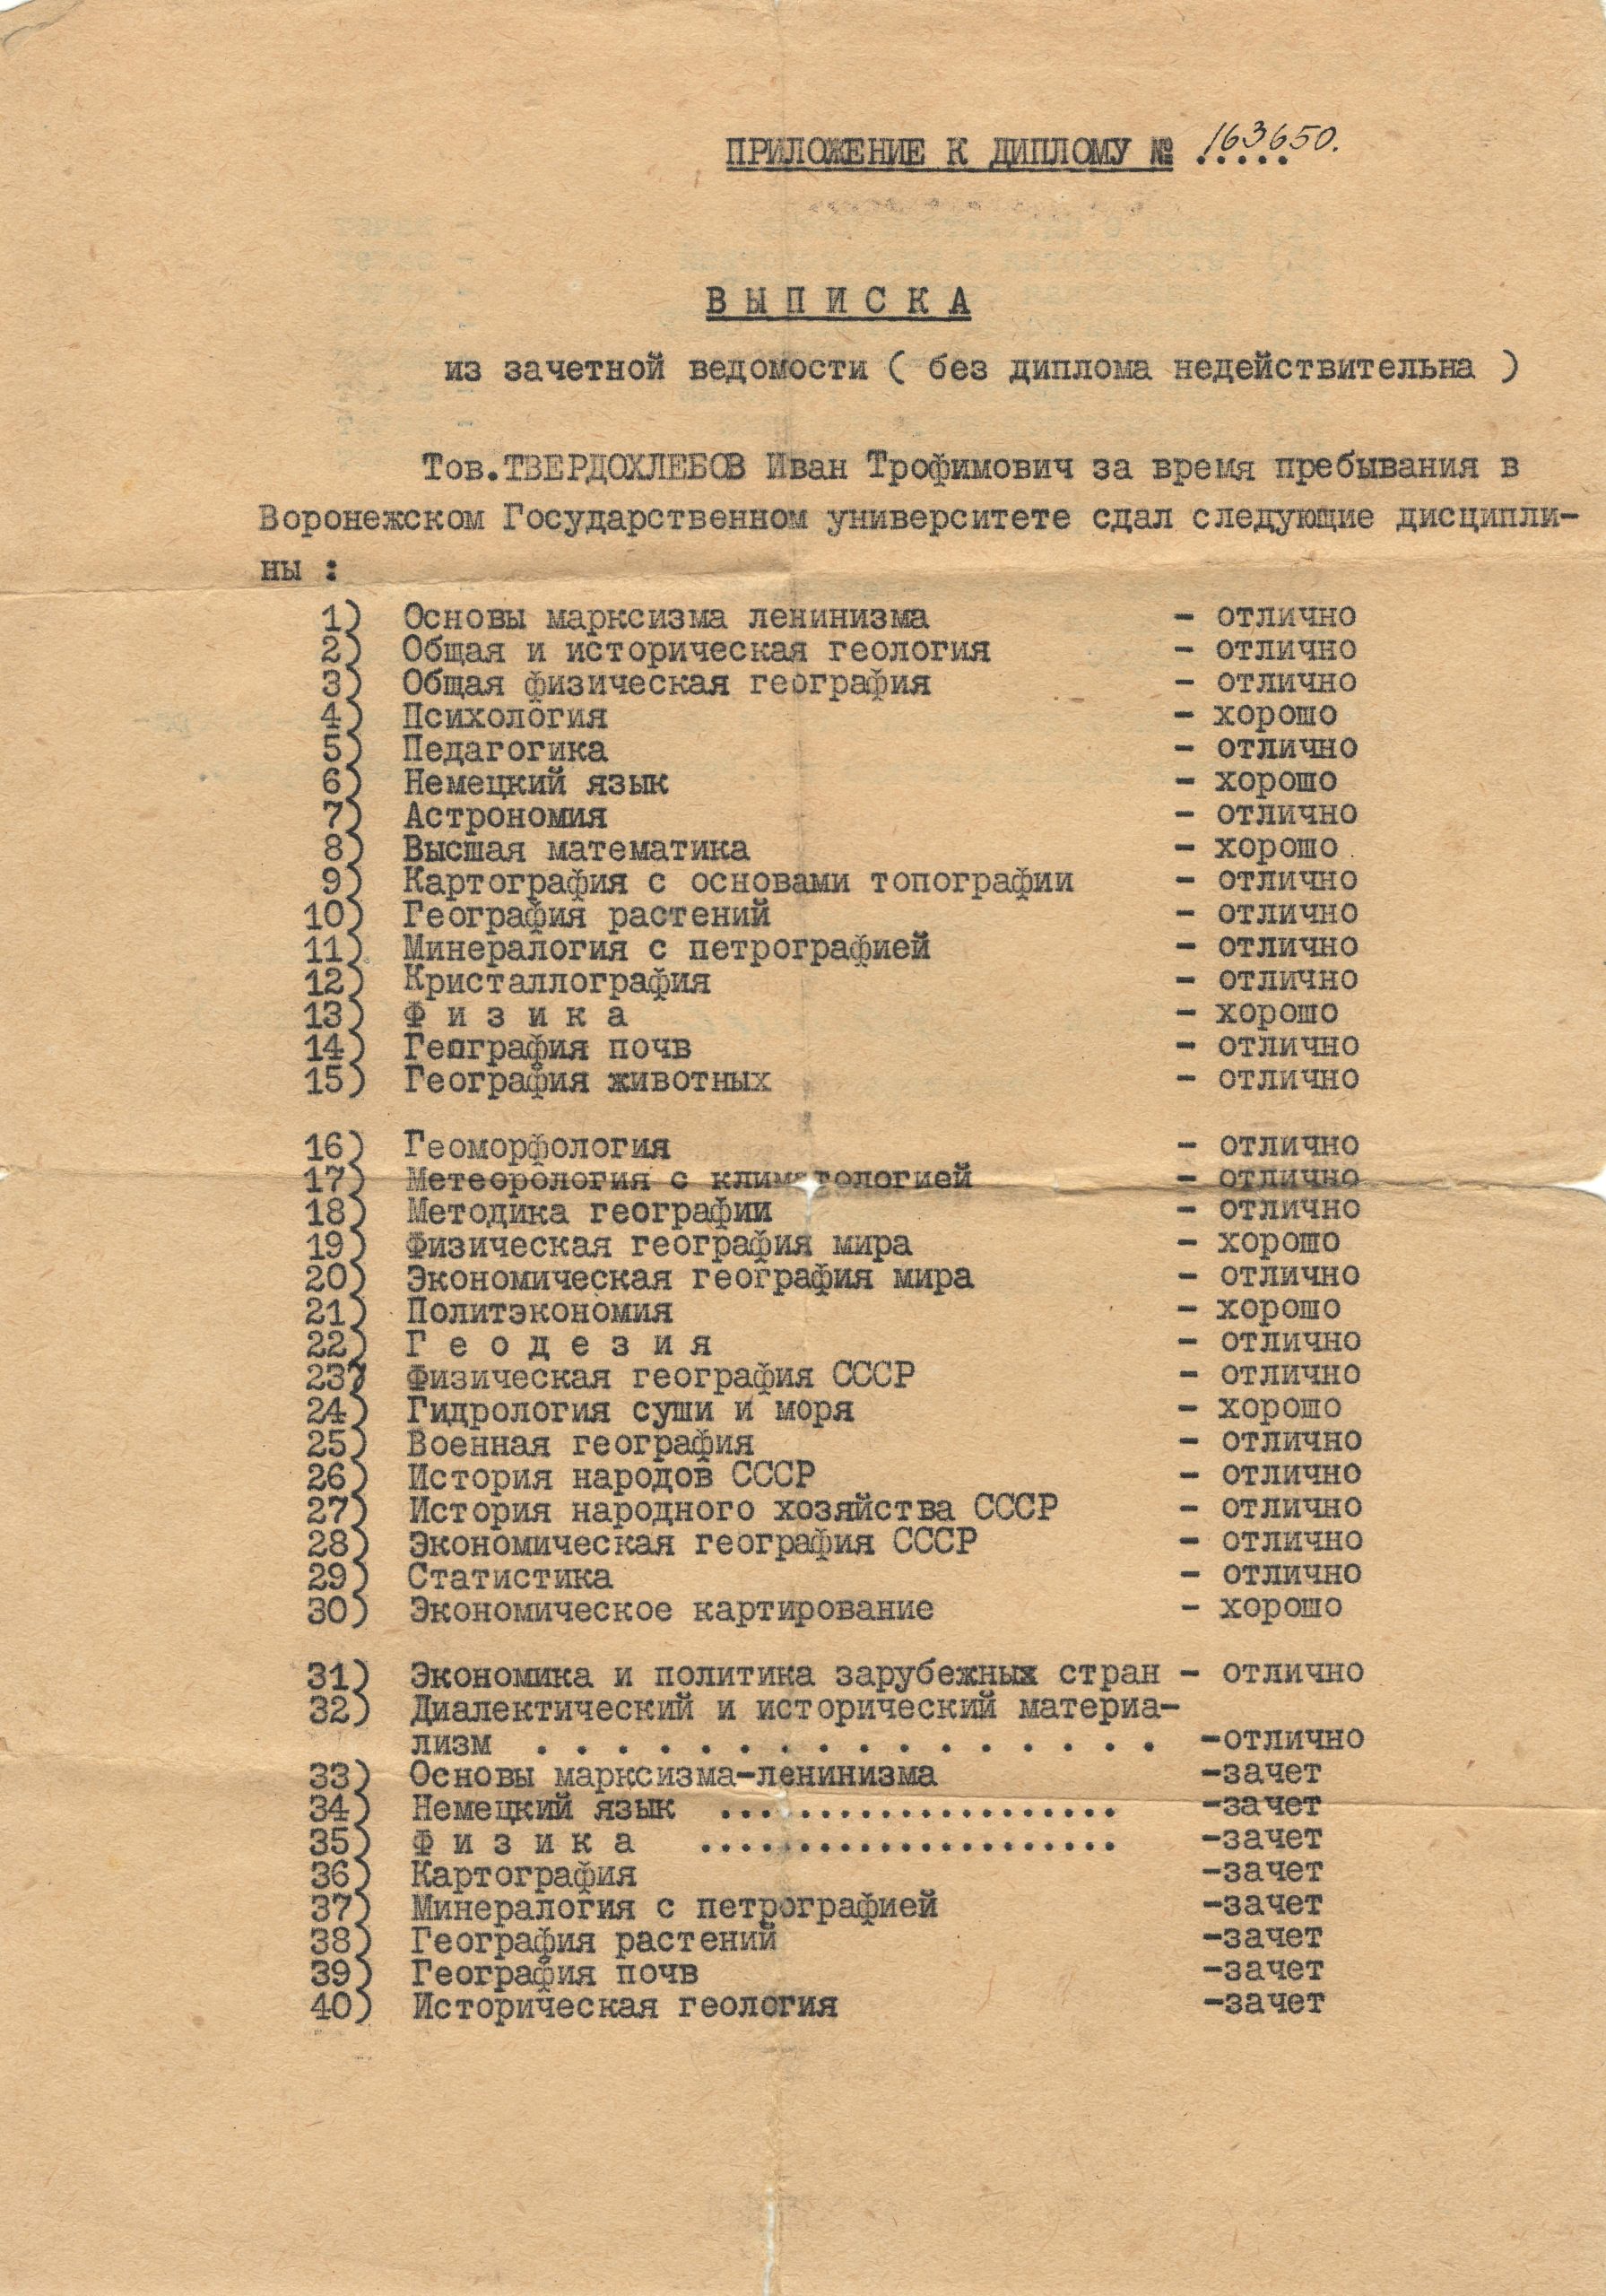 ПРИЛОЖЕНИЕ К ДИПЛОМУ № ..... 163650.
В Ы П И С К А
из зачетной ведомости ( без диплома недействительна )
Тов.ТВЕРДОХЛЕБОВ Иван Трофимович за время пребывания в
Воронежском Государственном университете сдал следующие дисципли-
ны :
1) Основы марксизма ленинизма - отлично
2) Общая и историческая геология - отлично
3) Общая физическая география - отлично
4) Психология - хорошо
5) Педагогика - отлично
6) Немецкий язык - хорошо
7) Астрономия - отлично
8) Высшая математика - хорошо
9) Картография с основами топографии - отлично
10) География растений - отлично
11) Минералогия с петрографией - отлично
12) Кристаллография - отлично
13) Ф и з и к а - хорошо
14) География почв - отлично
15) География животных - отлично
16) Геоморфология - отлично
17) Метеорология с климатологией - отлично
18) Методика географии - отлично
19) Физическая география мира - хорошо
20) Экономическая география мира - отлично
21) Политэкономия - хорошо
22) Г е о д е з и я - отлично
23) Физическая география СССР - отлично
24) Гидрология суши и моря - хорошо
25) Военная география - отлично
26) История народов СССР - отлично
27) История народного хозяйства СССР - отлично
28) Экономическая география СССР - отлично
29) Статистика - отлично
30) Экономическое картирование - хорошо
31) Экономика и политика зарубежных стран - отлично
32) Диалектический и исторический материа-
лизм . . . . . . . . . . . . . . . . -отлично
33) Основы марксизма-ленинизма -зачет
34) Немецкий язык .................... -зачет
35) Ф и з и к а ..................... -зачет
36) Картография -зачет
37) Минералогия с петрографией -зачет
38) География растений -зачет
39) География почв -зачет
40) Историческая геология -зачет